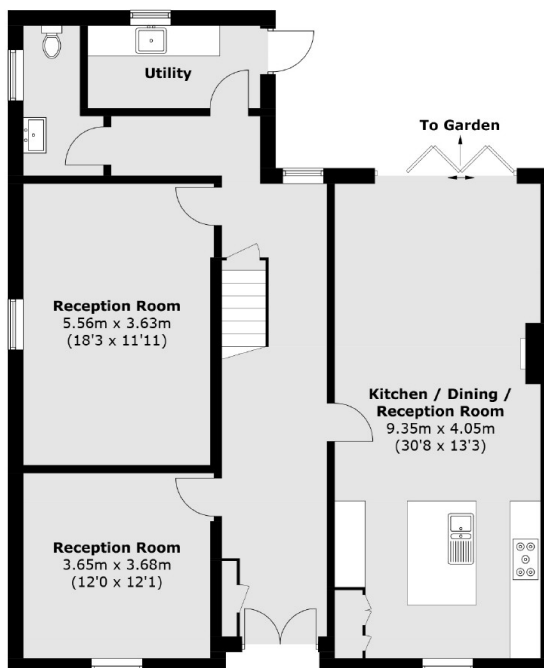 Utility
To Garden
Reception Room
5.56m x 3.63m
(18'3 x 11'11)
Kitchen / Dining /
Reception Room
9.35m x 4.05m
(30'8 x 13'3)
Reception Room
3.65m x 3.68m
(12'0 x 12'1)